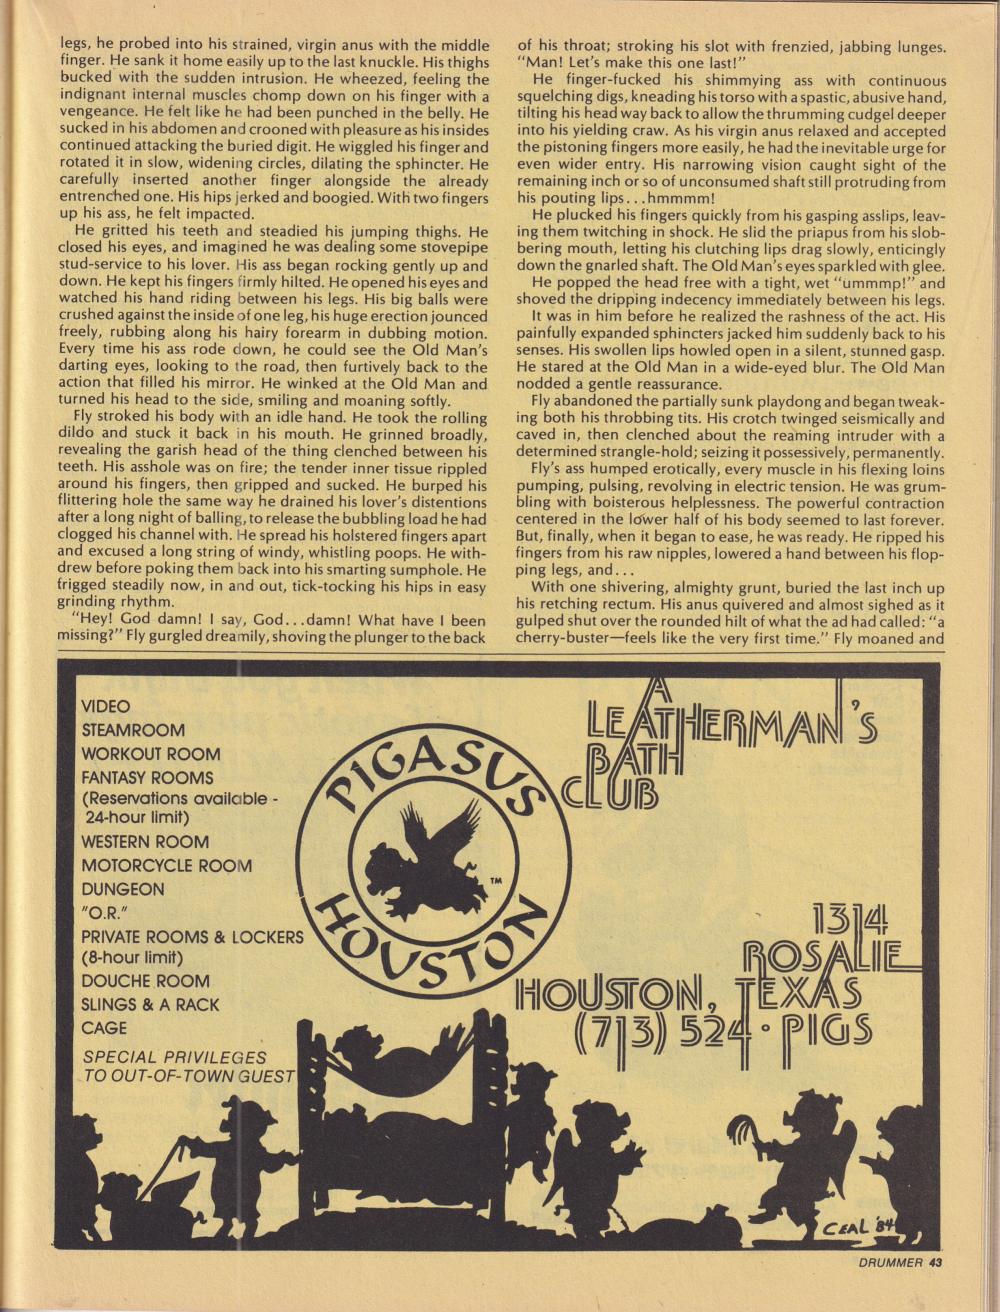 legs, he probed into his strained, virgin anus with the middle
finger. He sank it home easily up to the last knuckle. His thighs
bucked with the sudden intrusion. He wheezed, feeling the
indignant internal muscles chomp down on his finger with a
vengeance. He felt like he had been punched in the belly. He
sucked in his abdomen and crooned with pleasure as his insides
continued attacking the buried digit. He wiggled his finger and
rotated it in slow, widening circles, dilating the sphincter. He
carefully inserted another finger alongside the already
entrenched one. His hips jerked and boogied. With two fingers
up his ass, he felt impacted.
He gritted his teeth and steadied his jumping thighs. He
closed his eyes, and imagined he was dealing some stovepipe
stud-service to his lover. His ass began rocking gently up and
down. He kept his fingers firmly hilted. He opened his eyes and
watched his hand riding between his legs. His big balls were
crushed against the inside of one leg, his huge erection jounced
freely, rubbing along his hairy forearm in dubbing motion.
Every time his ass rode down, he could see the Old Man's
darting eyes, looking to the road, then furtively back to the
action that filled his mirror. He winked at the Old Man and
turned his head to the side, smiling and moaning softly.
Fly stroked his body with an idle hand. He took the rolling
dildo and stuck it back in his mouth. He grinned broadly,
revealing the garish head of the thing clenched between his
teeth. His asshole was on fire; the tender inner tissue rippled
around his fingers, then gripped and sucked. He burped his
flittering hole the same way he drained his lover's distentions
after a long night of balling, to release the bubbling load he had
clogged his channel with. He spread his holstered fingers apart
and excused a long string of windy, whistling poops. He with-
drew before poking them back into his smarting sumphole. He
frigged steadily now, in and out, tick-tocking his hips in easy
grinding rhythm.
"Hey! God damn! I say, God...damn! What have I been
missing?" Fly gurgled dreamily, shoving the plunger to the back
of his throat; stroking his slot with frenzied, jabbing lunges.
"Man! Let's make this one last!"
He finger-fucked his shimmying ass with continuous
squelching digs, kneading his torso with a spastic, abusive hand,
tilting his head way back to allow the thrumming cudgel deeper
into his yielding craw. As his virgin anus relaxed and accepted
the pistoning fingers more easily, he had the inevitable urge for
even wider entry. His narrowing vision caught sight of the
remaining inch or so of unconsumed shaft still protruding from
his pouting lips...hmmmm!
He plucked his fingers quickly from his gasping asslips, leav-
ing them twitching in shock. He slid the priapus from his slob-
bering mouth, letting his clutching lips drag slowly, enticingly
down the gnarled shaft. The Old Man's eyes sparkled with glee.
He popped the head free with a tight, wet "ummmp!" and
shoved the dripping indecency immediately between his legs.
It was in him before he realized the rashness of the act. His
painfully expanded sphincters jacked him suddenly back to his
senses. His swollen lips howled open in a silent, stunned gasp.
He stared at the Old Man in a wide-eyed blur. The Old Man
nodded a gentle reassurance.
Fly abandoned the partially sunk playdong and began tweak-
ing both his throbbing tits. His crotch twinged seismically and
caved in, then clenched about the reaming intruder with a
determined strangle-hold; seizing it possessively, permanently.
Fly's ass humped erotically, every muscle in his flexing loins
pumping, pulsing, revolving in electric tension. He was grum-
bling with boisterous helplessness. The powerful contraction
centered in the lower half of his body seemed to last forever.
But, finally, when it began to ease, he was ready. He ripped his
fingers from his raw nipples, lowered a hand between his flop-
ping legs, and...
With one shivering, almighty grunt, buried the last inch up
his retching rectum. His anus quivered and almost sighed as it
gulped shut over the rounded hilt of what the ad had called: "a
cherry-buster—feels like the very first time." Fly moaned and
VIDEO
STEAMROOM
WORKOUT ROOM
FANTASY ROOMS
(Reservations available -
24-hour limit)
WESTERN ROOM
MOTORCYCLE ROOM
DUNGEON
"O.R."
PRIVATE ROOMS & LOCKERS
(8-hour limit)
DOUCHE ROOM
SLINGS & A RACK
CAGE
SPECIAL PRIVILEGES
TO OUT-OF-TOWN GUEST
PIGASUS
HOUSTON
™
A
LEATHERMAN'S
BATH
CLUB
1314
ROSALIE
HOUSTON, TEXAS
(713) 524·PIGS
CEAL '84
DRUMMER 43